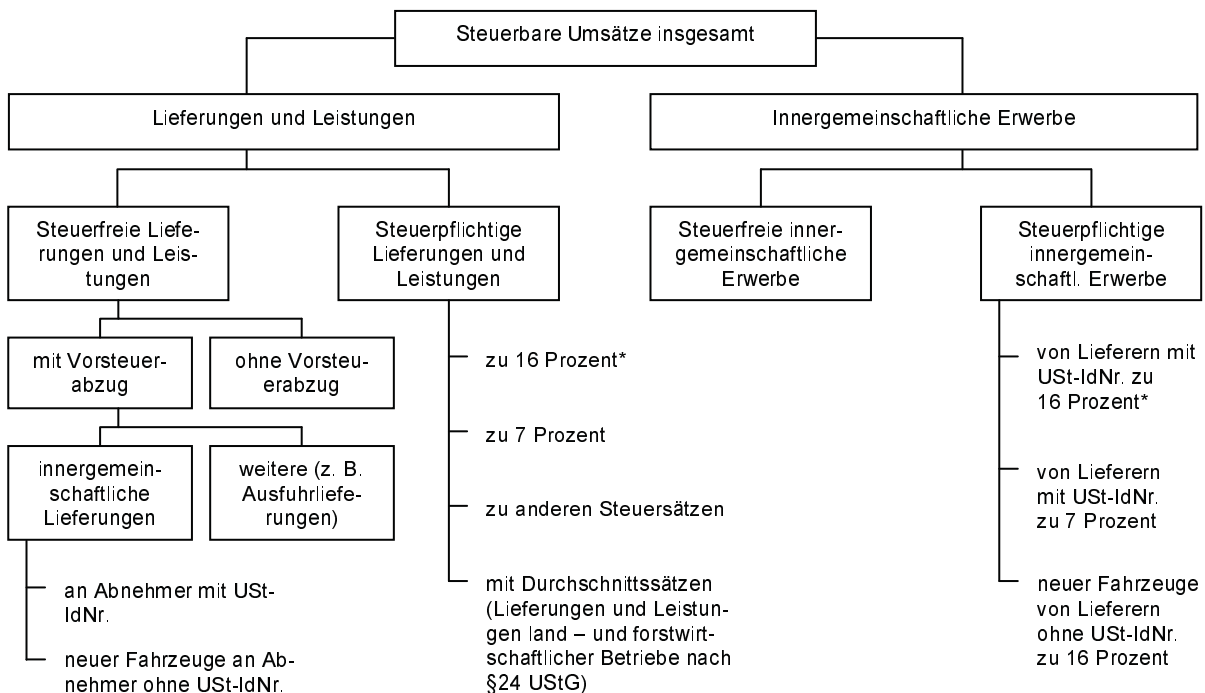 Steuerbare Umsätze insgesamt
Lieferungen und Leistungen
Innergemeinschaftliche Erwerbe
Steuerfreie Liefe-
rungen und Leis-
tungen
Steuerpflichtige
Lieferungen und
Leistungen
Steuerfreie inner-
gemeinschaftliche
Erwerbe
Steuerpflichtige
innergemein-
schaftl. Erwerbe
mit Vorsteuer-
abzug
ohne Vorsteu-
erabzug
innergemein-
schaftliche
Lieferungen
weitere (z. B.
Ausfuhrliefe-
rungen)
an Abnehmer mit USt-
IdNr.
neuer Fahrzeuge an Ab-
nehmer ohne USt-IdNr.
zu 16 Prozent*
zu 7 Prozent
zu anderen Steuersätzen
mit Durchschnittssätzen
(Lieferungen und Leistun-
gen land – und forstwirt-
schaftlicher Betriebe nach
§24 UStG)
von Lieferern mit
USt-IdNr. zu
16 Prozent*
von Lieferern
mit USt-IdNr.
zu 7 Prozent
neuer Fahrzeuge
von Lieferern
ohne USt-IdNr.
zu 16 Prozent